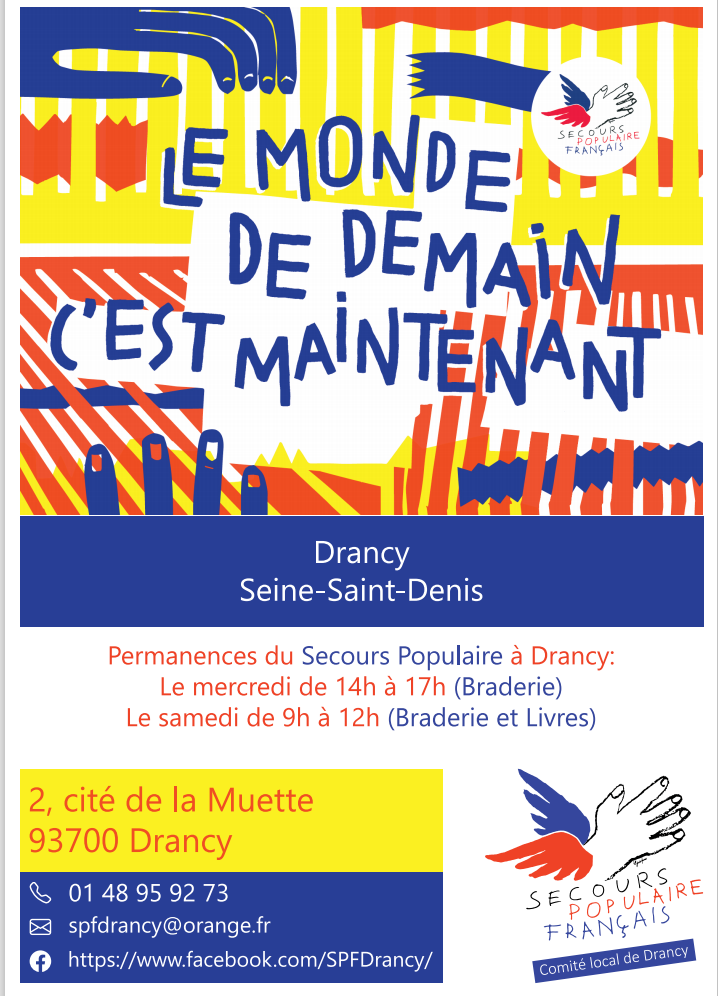 SECOURS
POPULAIRE
FRANÇAIS
LE MONDE
DE DEMAIN
C'EST MAINTENANT
Drancy
Seine-Saint-Denis
Permanences du Secours Populaire à Drancy:
Le mercredi de 14h à 17h (Braderie)
Le samedi de 9h à 12h (Braderie et Livres)
2, cité de la Muette
93700 Drancy
01 48 95 92 73
spfdrancy@orange.fr
https://www.facebook.com/SPFDrancy/
SECOURS
POPULAIRE
FRANÇAIS
Comité local de Drancy